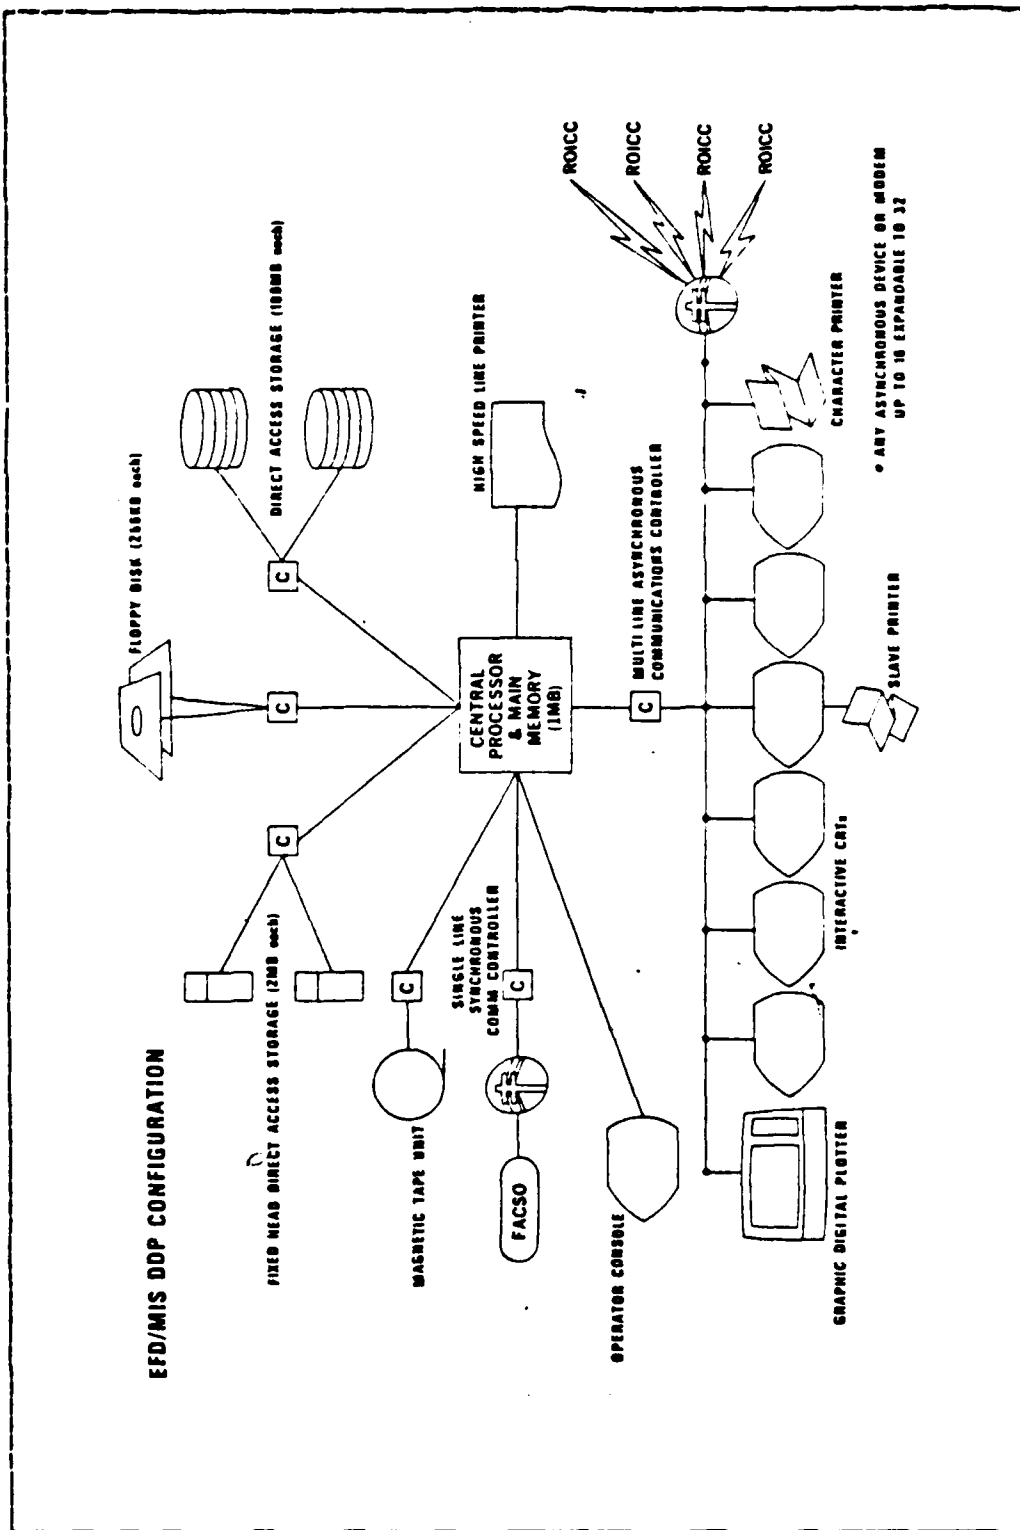 EFD/MIS DDP CONFIGURATION
FLOPPY DISK (256KB each)
FIXED HEAD DIRECT ACCESS STORAGE (2MB each)
DIRECT ACCESS STORAGE (100MB each)
C
C
C
MAGNETIC TAPE UNIT
C
SINGLE LINE
SYNCHRONOUS
COMM CONTROLLER
C
FACSO
CENTRAL
PROCESSOR
& MAIN
MEMORY
(1MB)
HIGH SPEED LINE PRINTER
OPERATOR CONSOLE
C
MULTI LINE ASYNCHRONOUS
COMMUNICATIONS CONTROLLER
ROICC
ROICC
ROICC
ROICC
GRAPHIC DIGITAL PLOTTER
INTERACTIVE CRTs
SLAVE PRINTER
CHARACTER PRINTER
* ANY ASYNCHRONOUS DEVICE OR MODEM
UP TO 16 EXPANDABLE TO 32